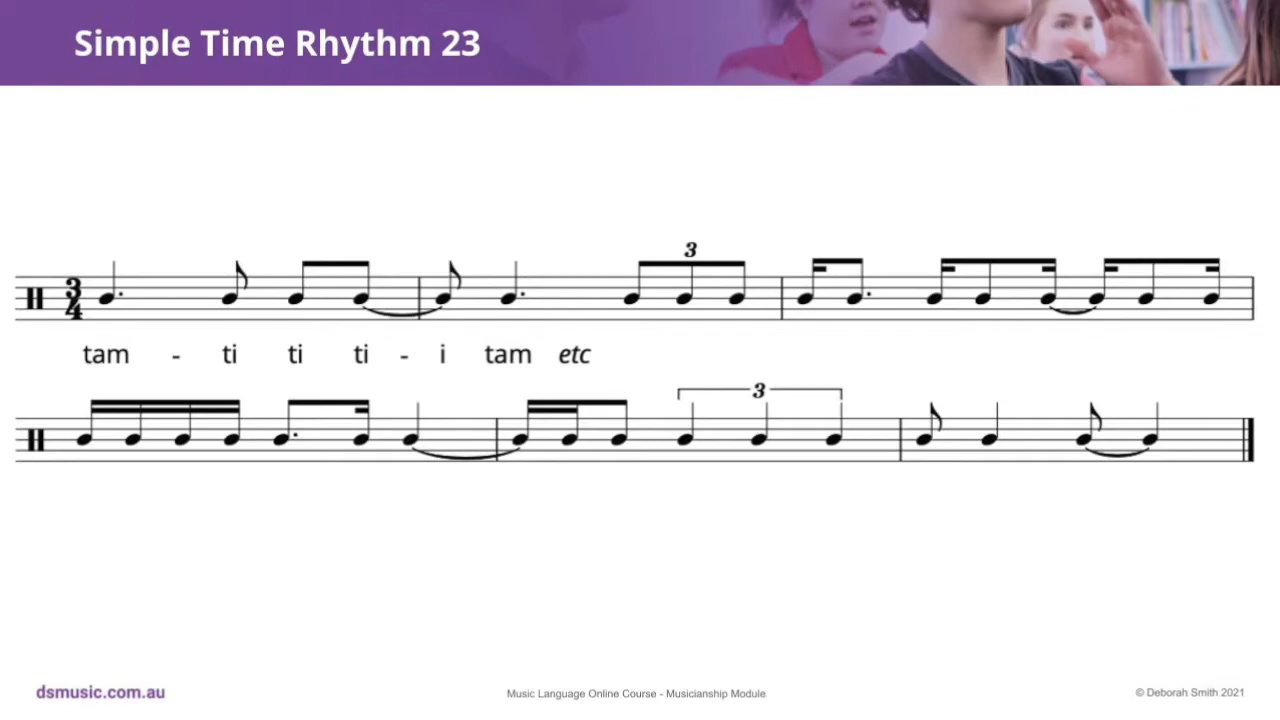 Simple Time Rhythm 23
3
3
4
tam - ti ti ti - i tam etc
3
dsmusic.com.au
Music Language Online Course - Musicianship Module
© Deborah Smith 2021